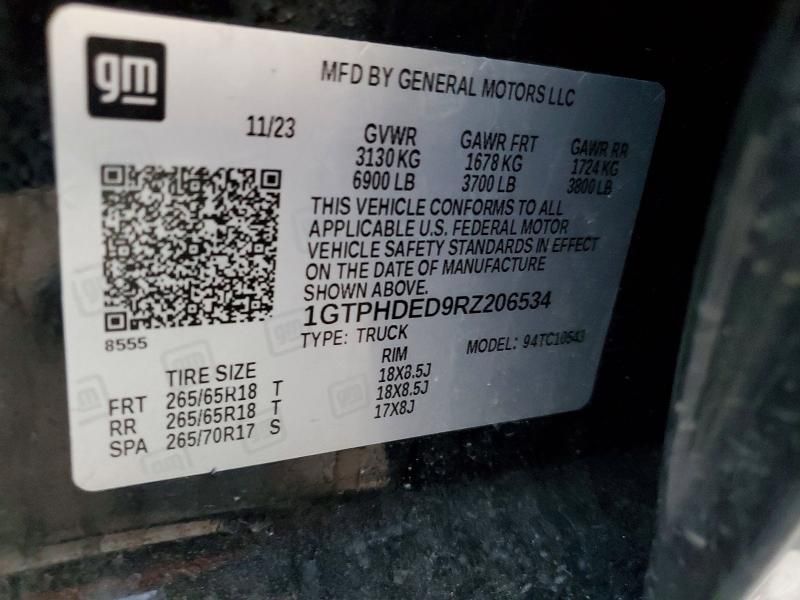 gm
MFD BY GENERAL MOTORS LLC
11/23
GVWR GAWR FRT GAWR RR
3130 KG 1678 KG 1724 KG
6900 LB 3700 LB 3800 LB
THIS VEHICLE CONFORMS TO ALL
APPLICABLE U.S. FEDERAL MOTOR
VEHICLE SAFETY STANDARDS IN EFFECT
ON THE DATE OF MANUFACTURE
SHOWN ABOVE.
1GTPHDED9RZ206534
8555
TYPE: TRUCK MODEL: 94TC10543
TIRE SIZE RIM
FRT 265/65R18 T 18X8.5J
RR 265/65R18 T 18X8.5J
SPA 265/70R17 S 17X8J